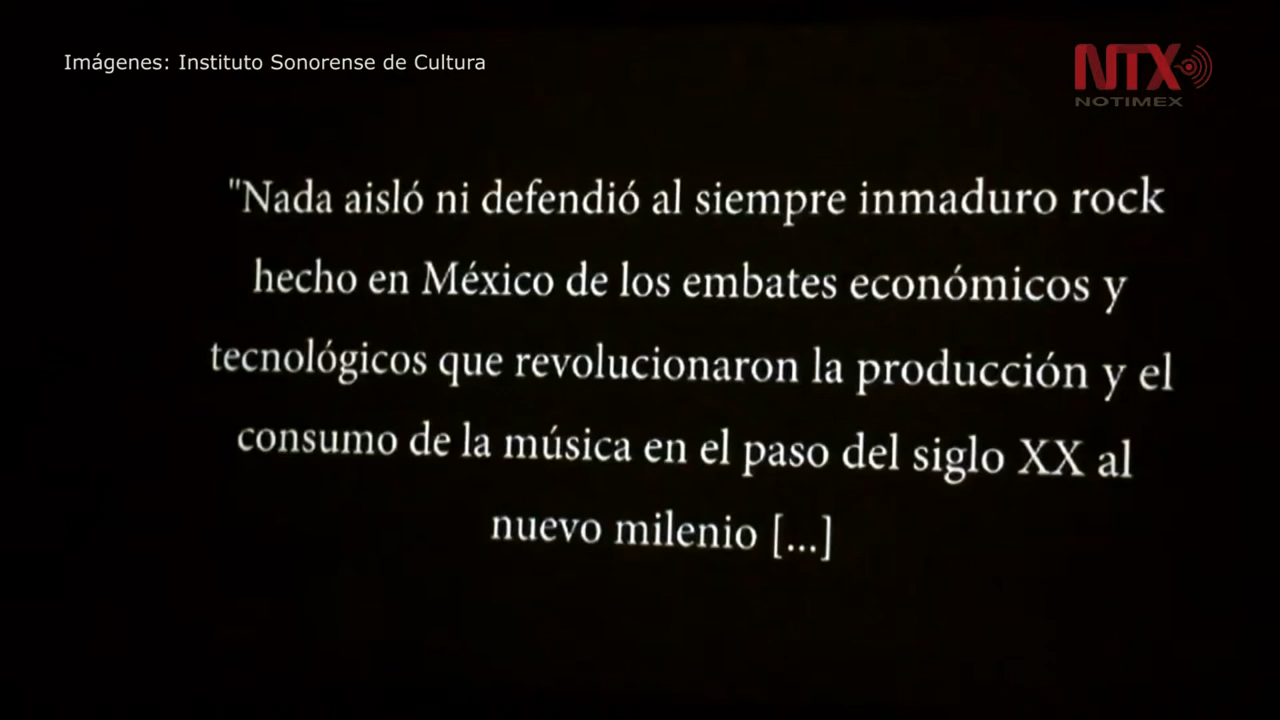 Imágenes: Instituto Sonorense de Cultura
NTX
NOTIMEX
"Nada aisló ni defendió al siempre inmaduro rock
hecho en México de los embates económicos y
tecnológicos que revolucionaron la producción y el
consumo de la música en el paso del siglo XX al
nuevo milenio [...]